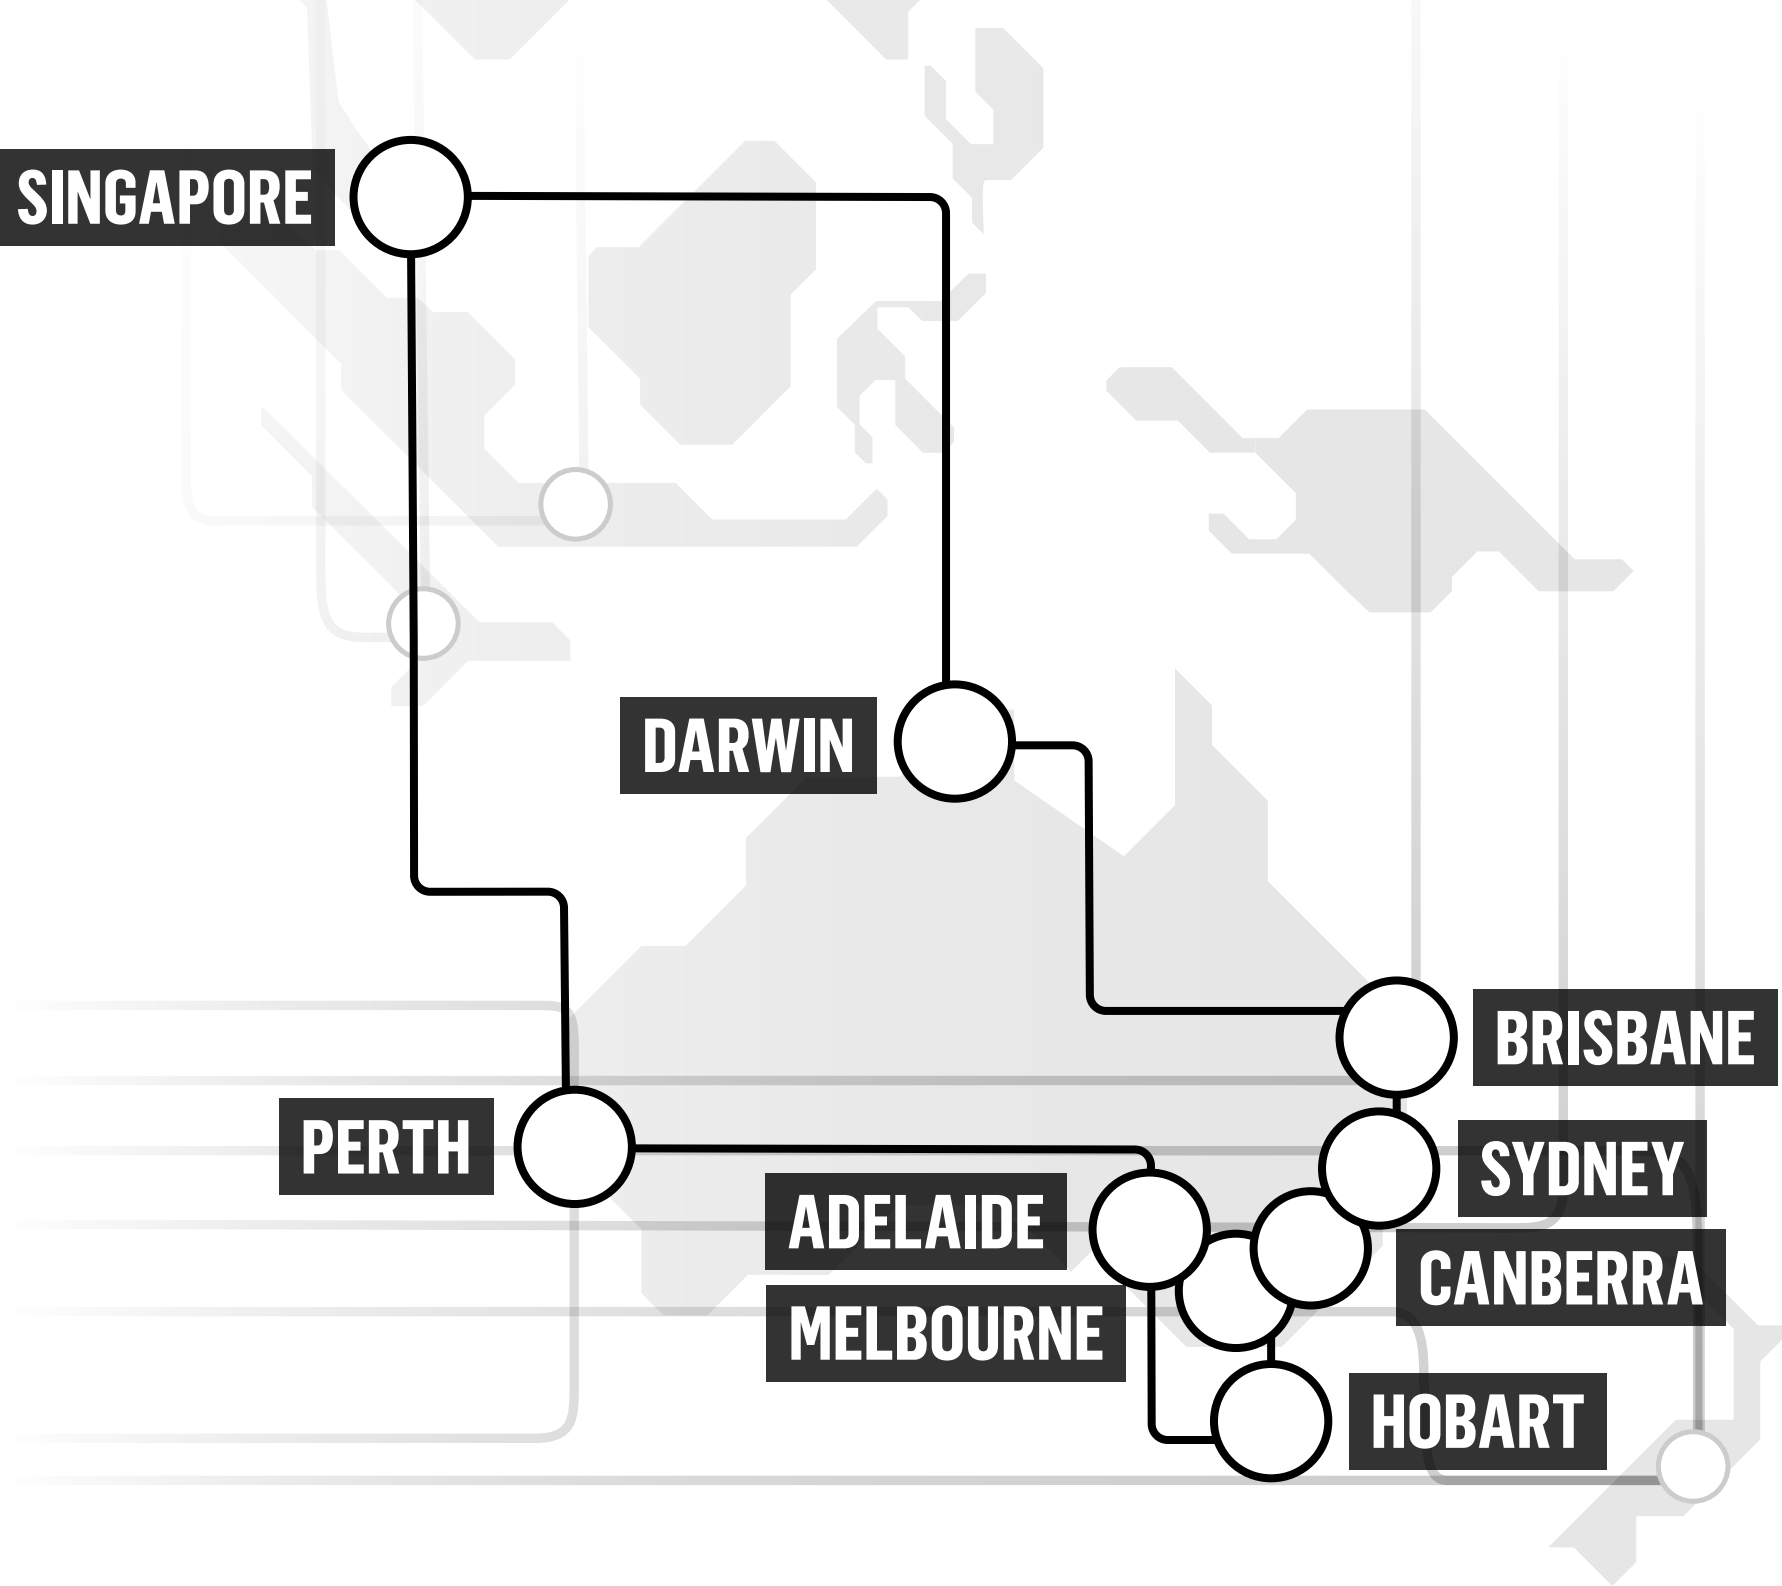 SINGAPORE
DARWIN
BRISBANE
PERTH
SYDNEY
ADELAIDE
CANBERRA
MELBOURNE
HOBART